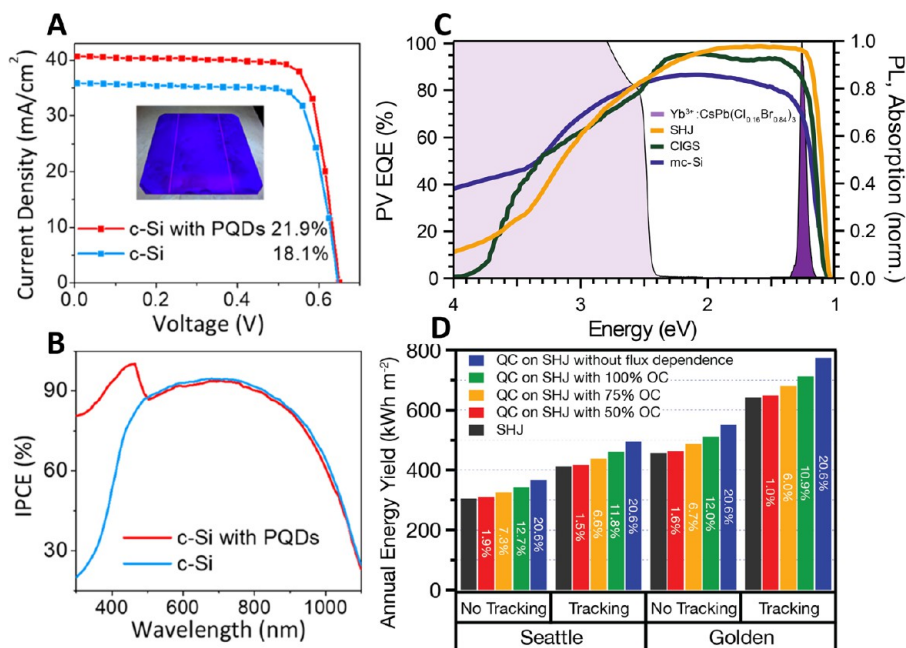 A
Current Density (mA/cm²)
40
30
20
10
0
c-Si with PQDs 21.9%
c-Si 18.1%
0.0 0.2 0.4 0.6
Voltage (V)
B
IPCE (%)
90
60
30
c-Si with PQDs
c-Si
400 600 800 1000
Wavelength (nm)
C
PV EQE (%)
100
80
60
40
20
0
Yb³⁺:CsPb(Cl₀.₁₆Br₀.₈₄)₃
SHJ
CIGS
mc-Si
1.0
0.8
0.6
0.4
0.2
0.0
PL, Absorption (norm.)
4 3 2 1
Energy (eV)
D
Annual Energy Yield (kWh m⁻²)
800
600
400
200
0
QC on SHJ without flux dependence
QC on SHJ with 100% OC
QC on SHJ with 75% OC
QC on SHJ with 50% OC
SHJ
1.9% 7.3% 12.7% 20.6% 1.5% 6.6% 11.8% 20.6% 1.6% 6.7% 12.0% 20.6% 1.0% 6.0% 10.9% 20.6%
No Tracking Tracking No Tracking Tracking
Seattle Golden